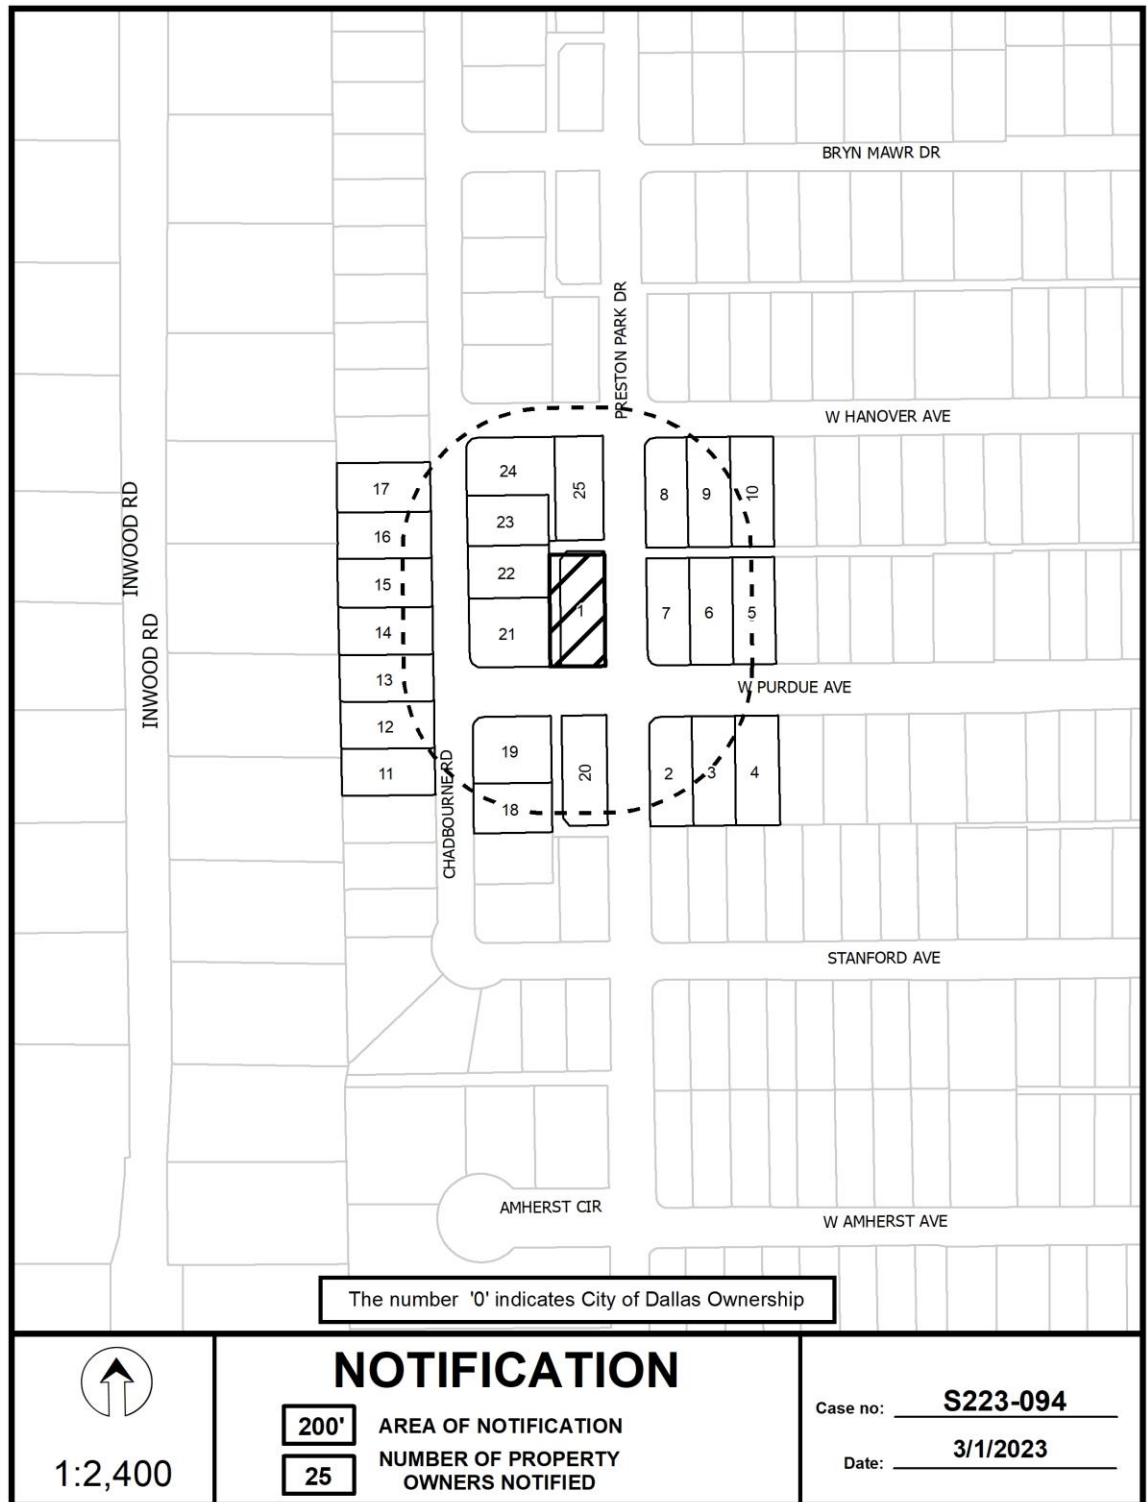 BRYN MAWR DR
PRESTON PARK DR
W HANOVER AVE
INWOOD RD
INWOOD RD
24
25
17
8
9
10
23
16
22
15
1
7
6
5
14
21
13
W PURDUE AVE
12
19
11
20
2
3
4
18
CHADBOURNE RD
STANFORD AVE
AMHERST CIR
W AMHERST AVE
The number '0' indicates City of Dallas Ownership
1:2,400
NOTIFICATION
200' AREA OF NOTIFICATION
25 NUMBER OF PROPERTY
OWNERS NOTIFIED
Case no: S223-094
Date: 3/1/2023